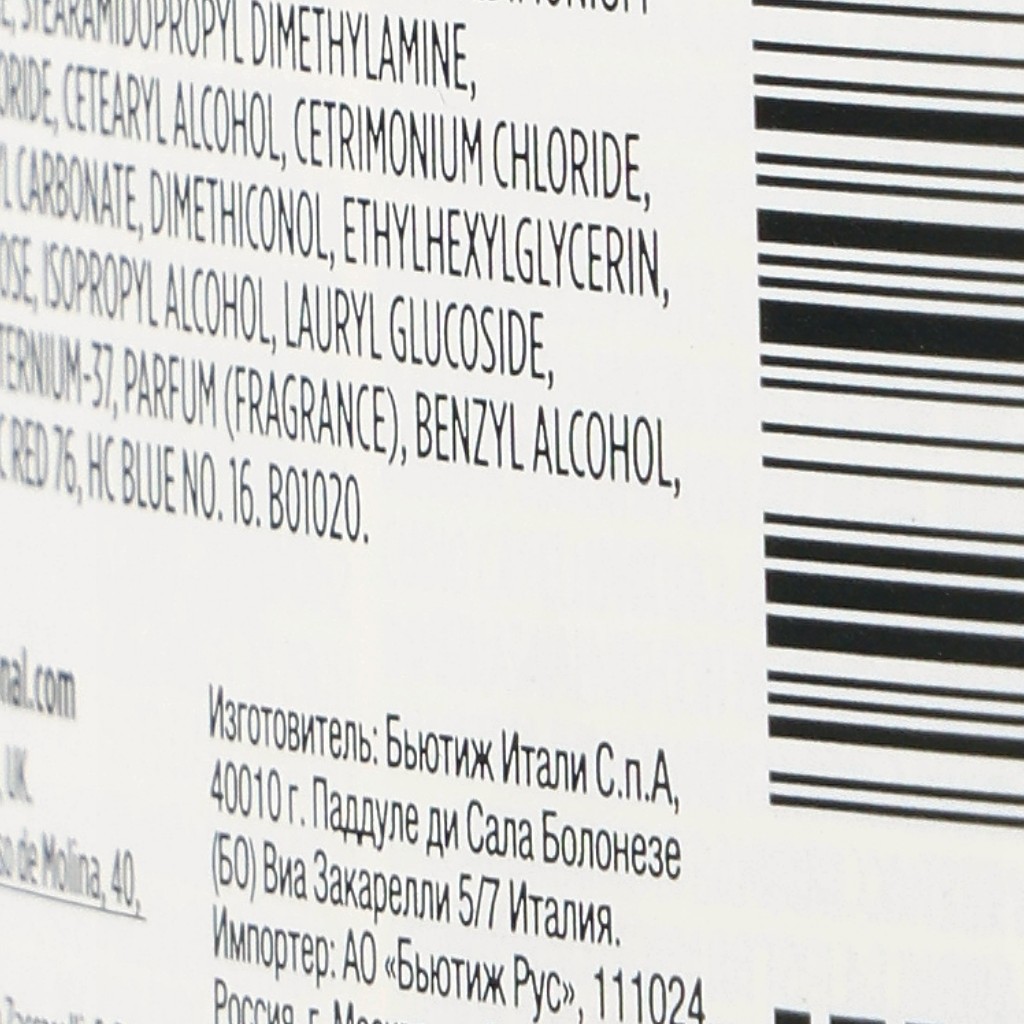 STEARAMIDOPROPYL DIMETHYLAMINE,
CETEARYL ALCOHOL, CETRIMONIUM CHLORIDE,
CARBONATE, DIMETHICONOL, ETHYLHEXYLGLYCERIN,
ISOPROPYL ALCOHOL, LAURYL GLUCOSIDE,
TERNIUM-37, PARFUM (FRAGRANCE), BENZYL ALCOHOL,
RED 76, HC BLUE NO. 16. B01020.
nal.com
, UK.
so de Molina, 40,
Изготовитель: Бьютиж Итали С.п.А,
40010 г. Паддуле ди Сала Болонезе
(БО) Виа Закарелли 5/7 Италия.
Импортер: АО «Бьютиж Рус», 111024
Россия, г.